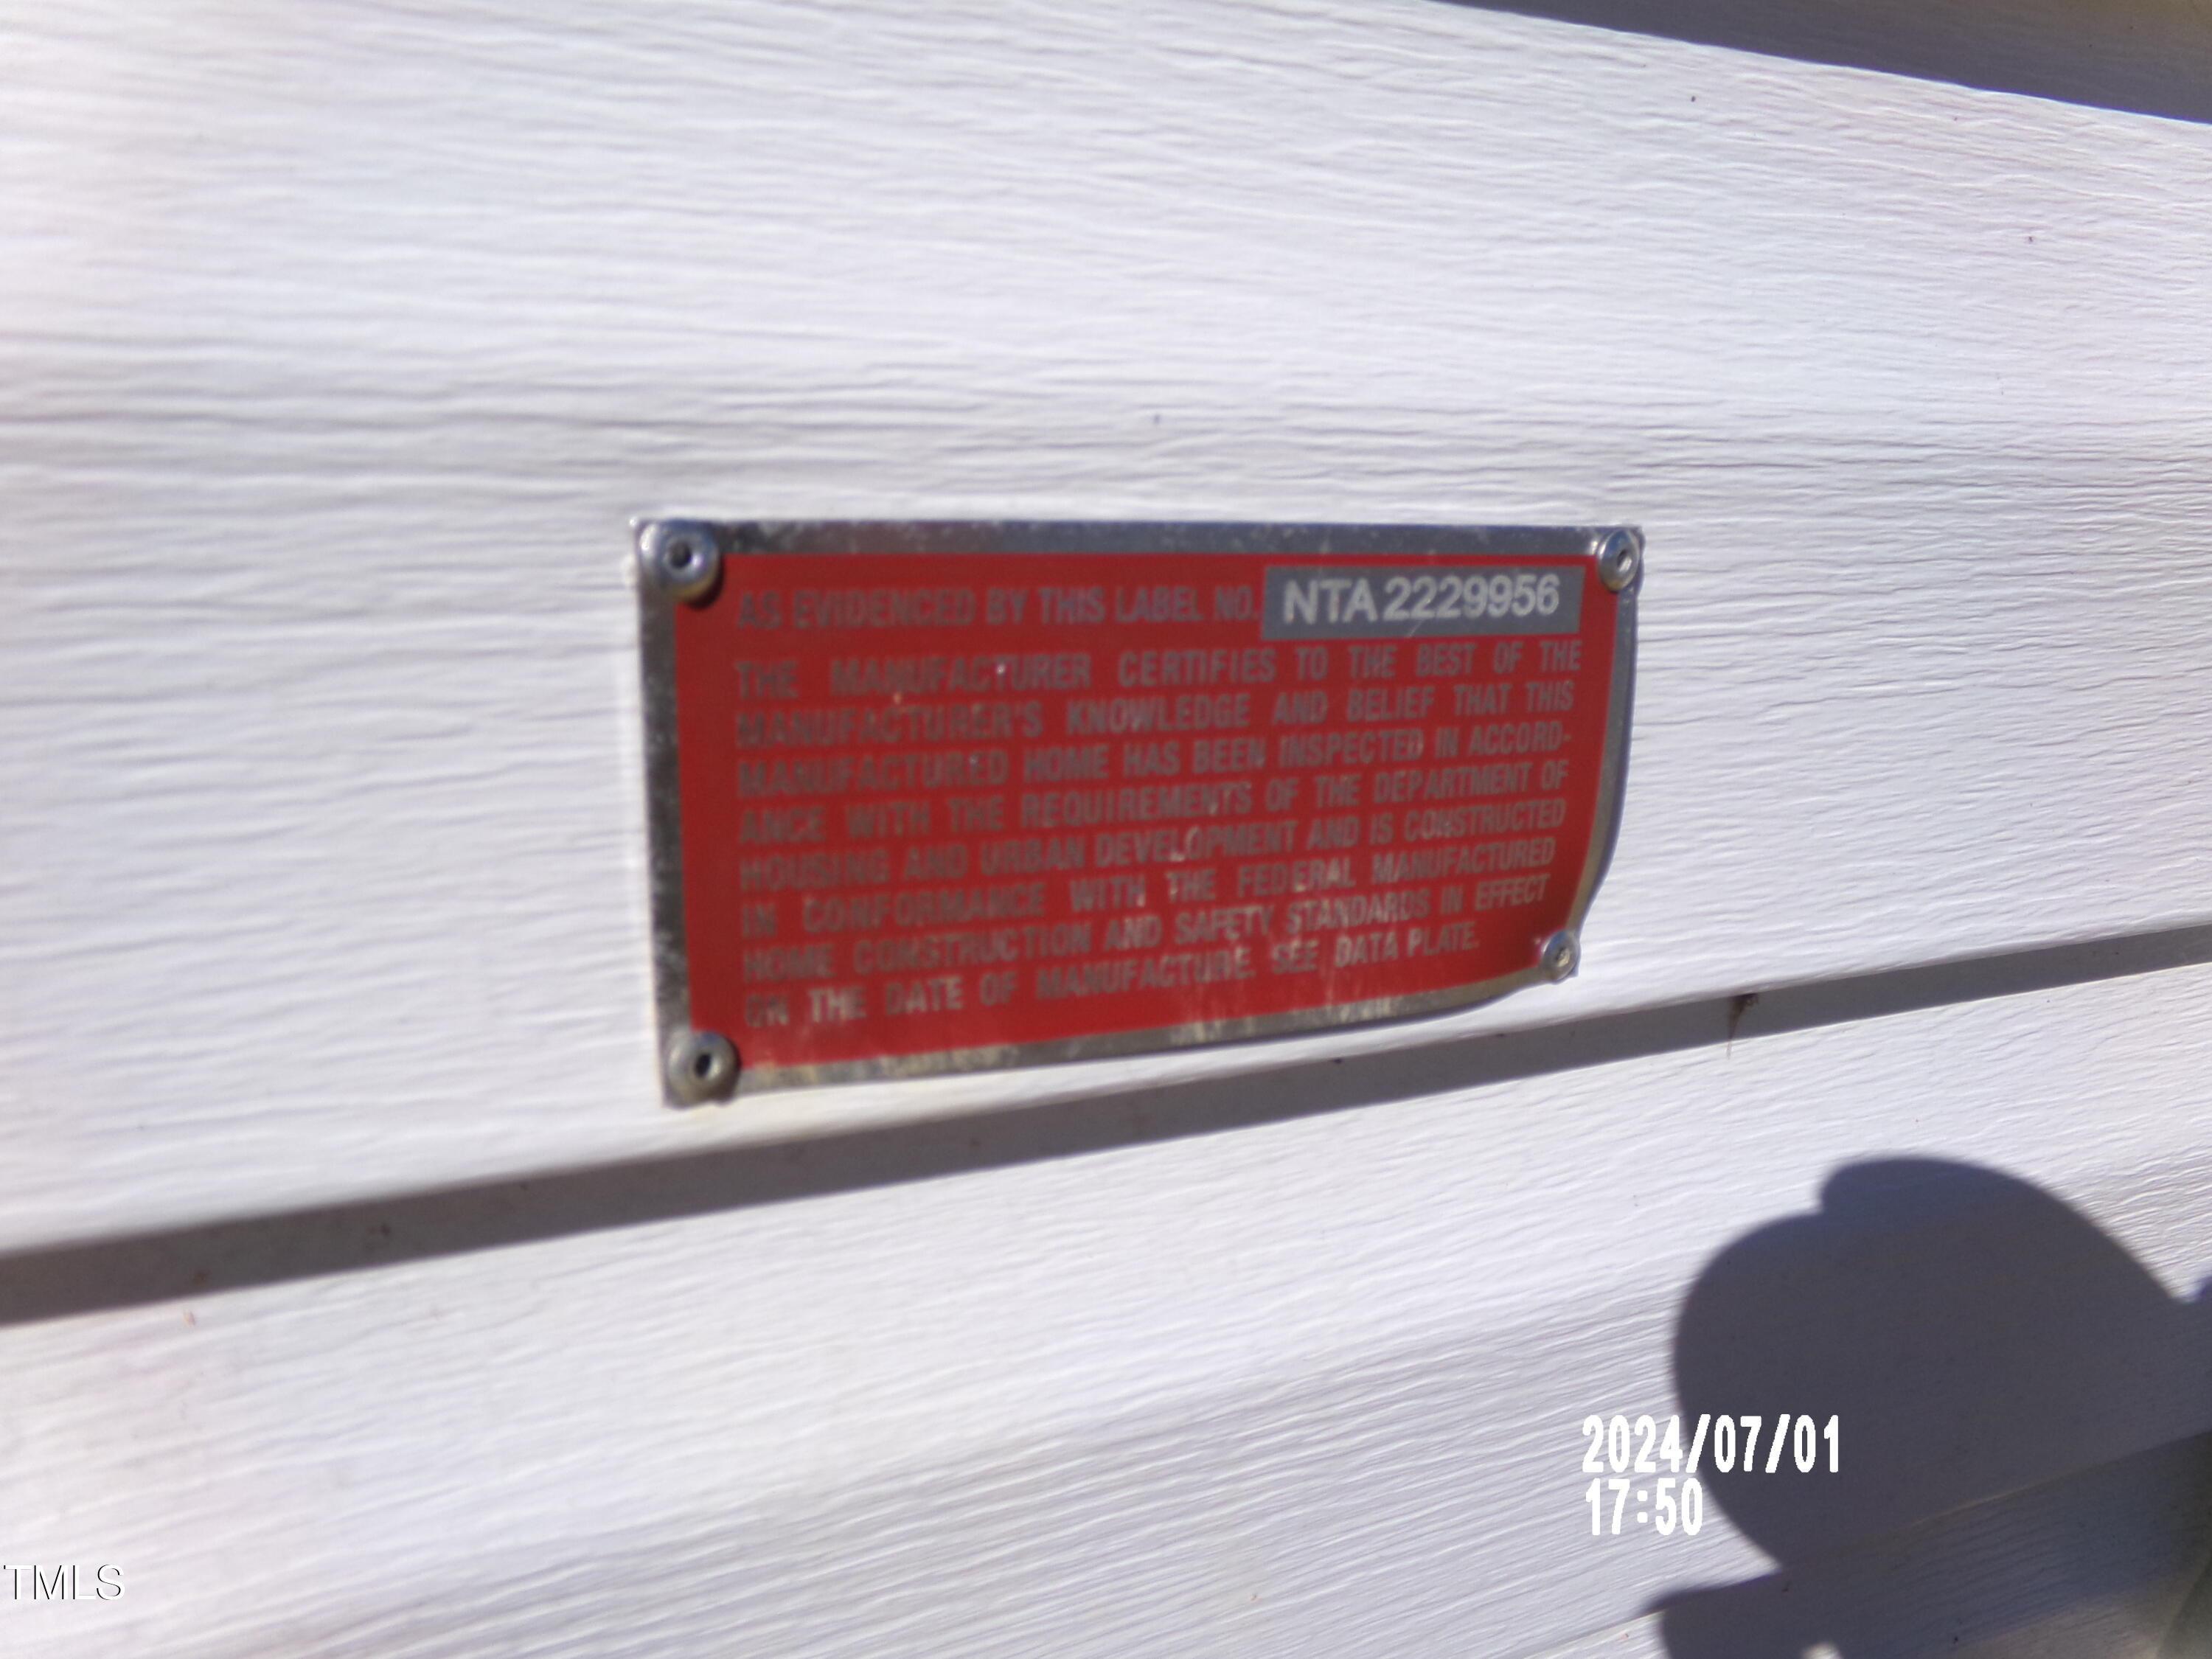 AS EVIDENCED BY THIS LABEL NO. NTA2229956
THE MANUFACTURER CERTIFIES TO THE BEST OF THE
MANUFACTURER'S KNOWLEDGE AND BELIEF THAT THIS
MANUFACTURED HOME HAS BEEN INSPECTED IN ACCORD-
ANCE WITH THE REQUIREMENTS OF THE DEPARTMENT OF
HOUSING AND URBAN DEVELOPMENT AND IS CONSTRUCTED
IN CONFORMANCE WITH THE FEDERAL MANUFACTURED
HOME CONSTRUCTION AND SAFETY STANDARDS IN EFFECT
ON THE DATE OF MANUFACTURE. SEE DATA PLATE.
2024/07/01
17:50
TMLS